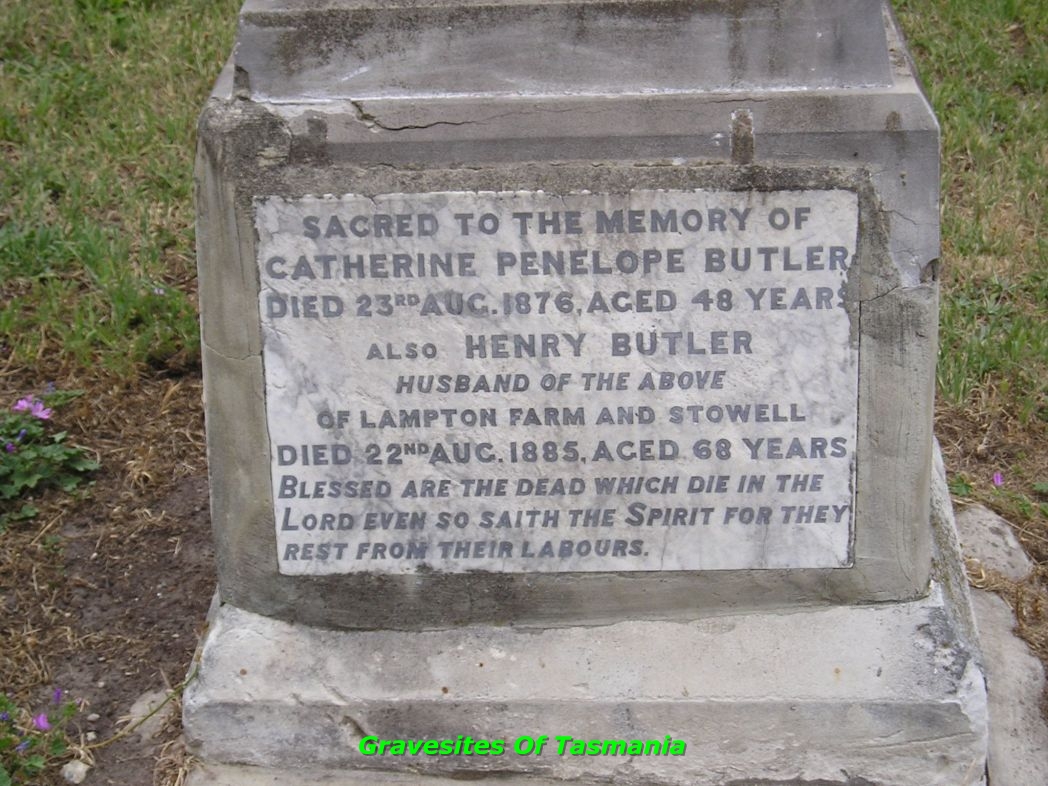 SACRED TO THE MEMORY OF
CATHERINE PENELOPE BUTLER
DIED 23RD AUG. 1876, AGED 48 YEARS
ALSO HENRY BUTLER
HUSBAND OF THE ABOVE
OF LAMPTON FARM AND STOWELL
DIED 22ND AUG. 1885, AGED 68 YEARS
BLESSED ARE THE DEAD WHICH DIE IN THE
LORD EVEN SO SAITH THE SPIRIT FOR THEY
REST FROM THEIR LABOURS.
Gravesites Of Tasmania